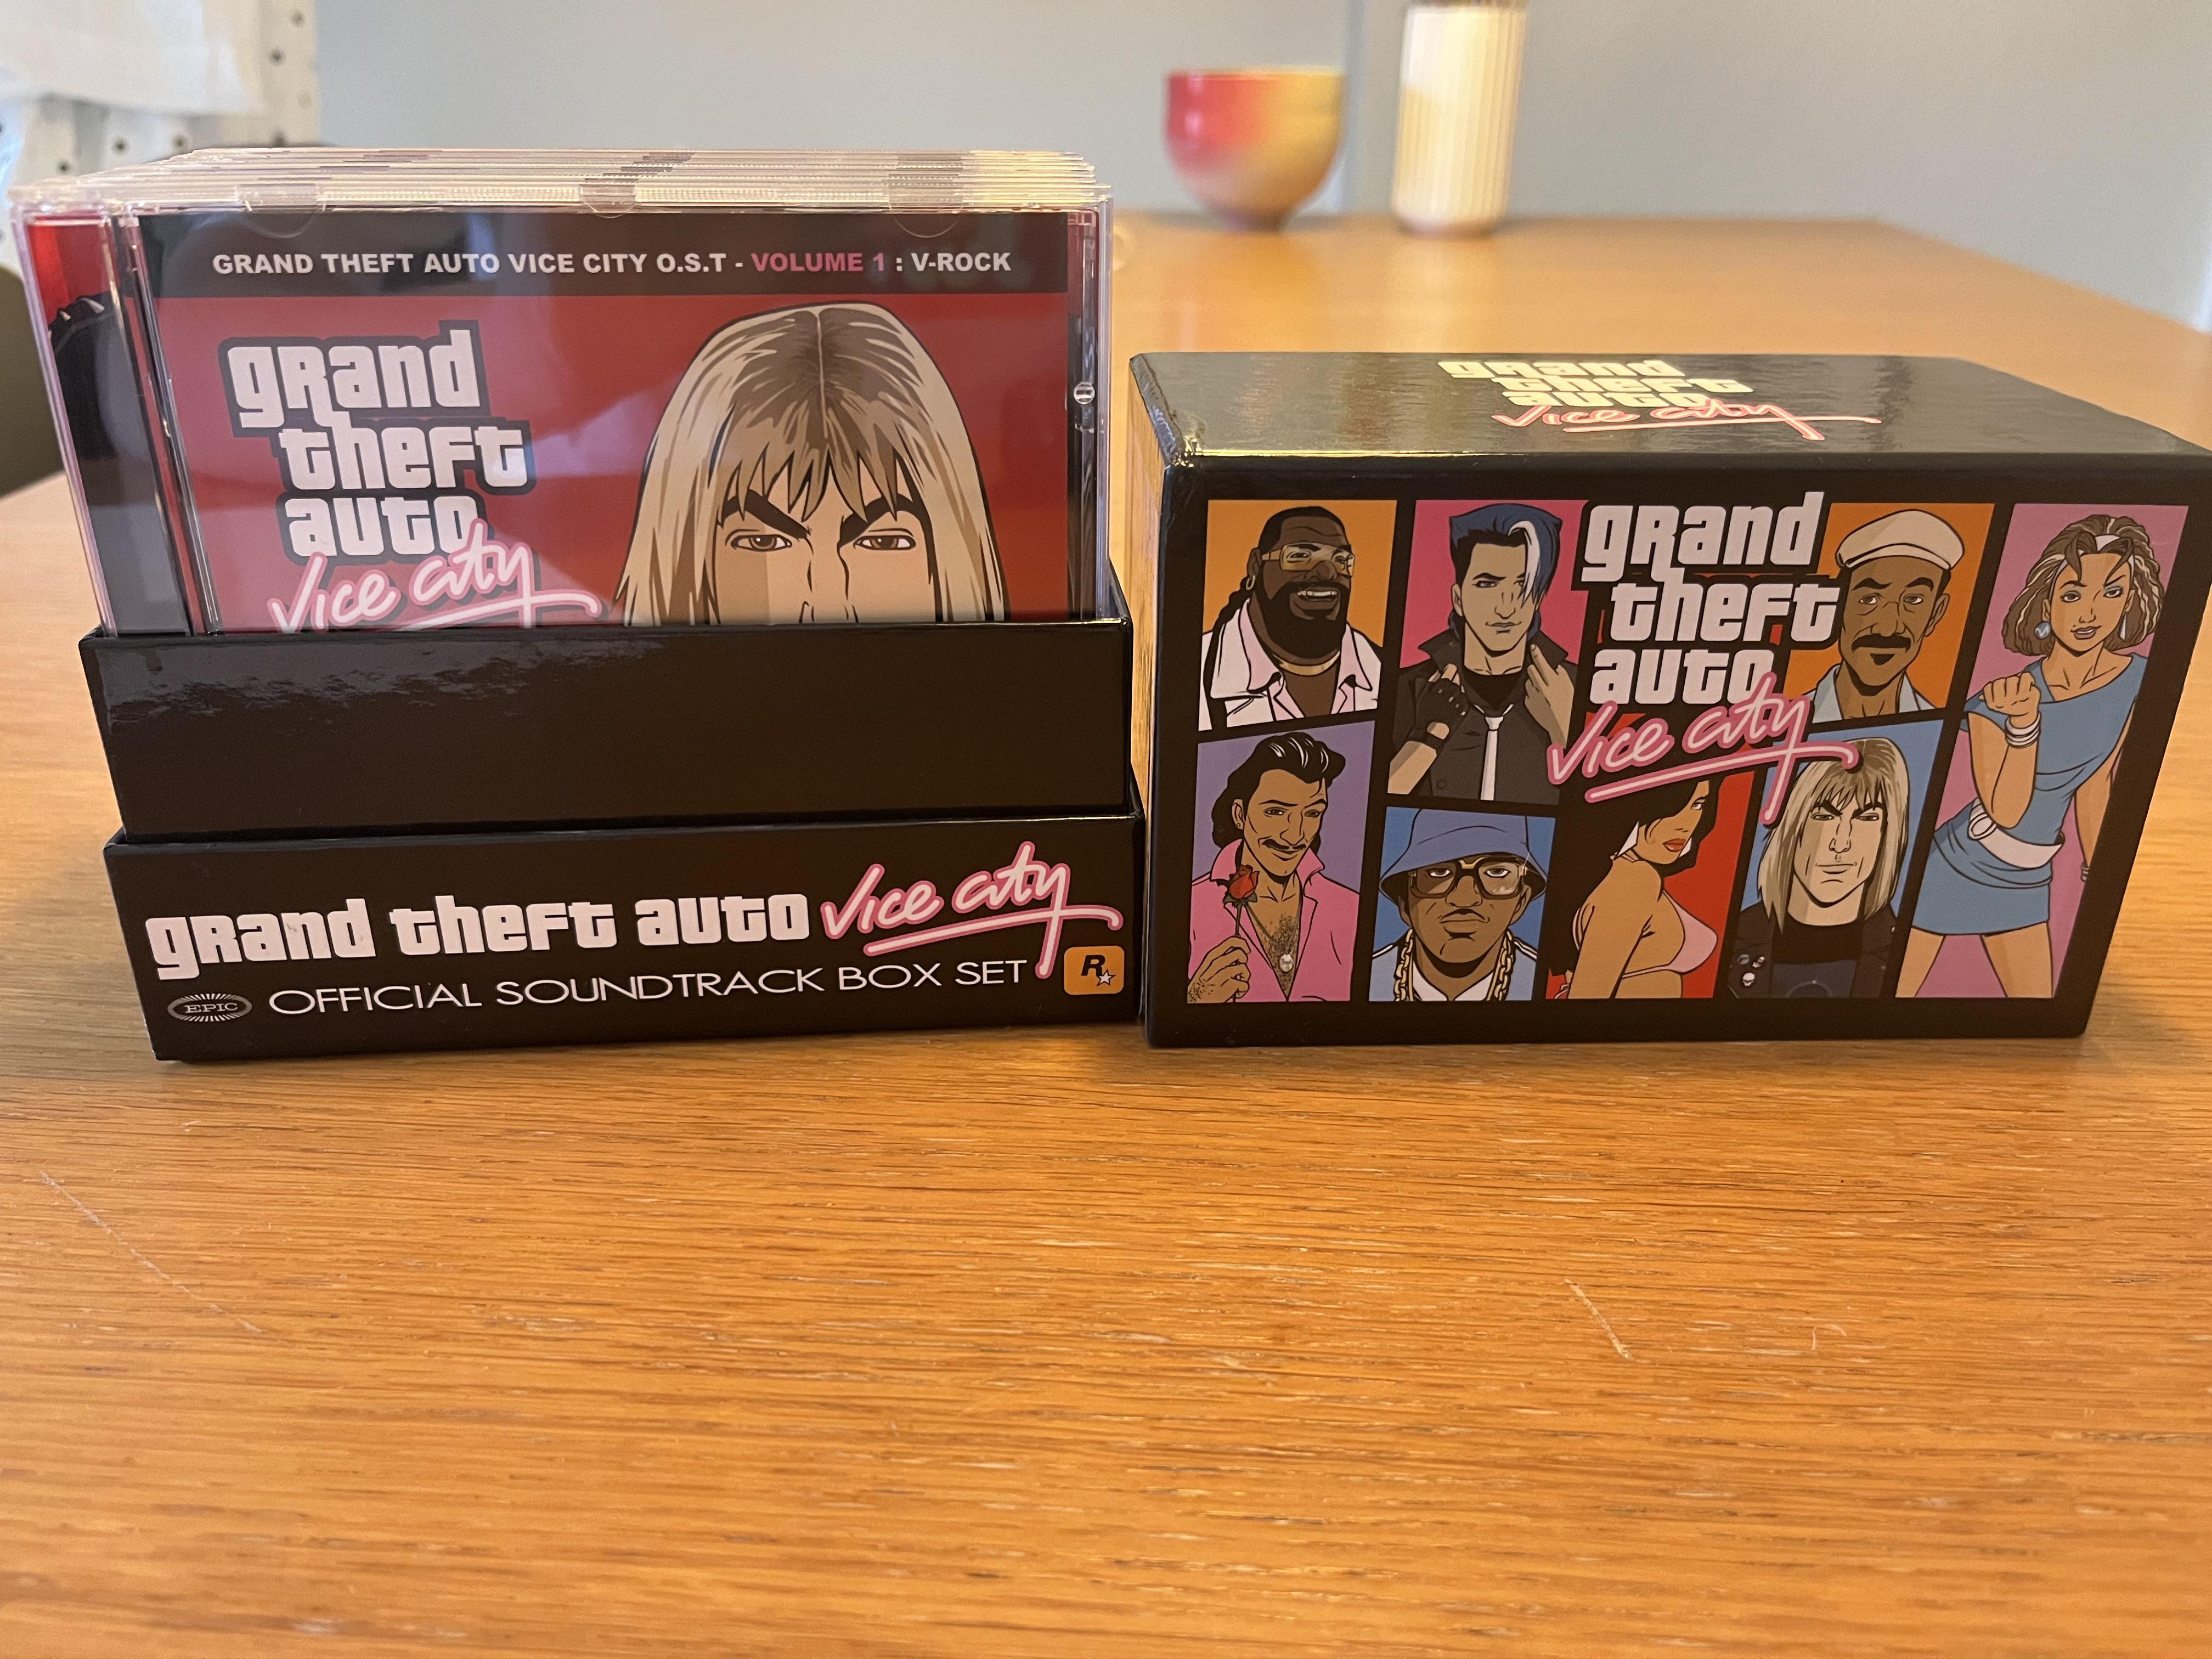 GRAND THEFT AUTO VICE CITY O.S.T - VOLUME 1 : V-ROCK
grand
theft
auto
Vice city
grand theft auto Vice city
EPIC OFFICIAL SOUNDTRACK BOX SET R
grand
theft
auto
Vice city
grand
theft
auto
Vice city